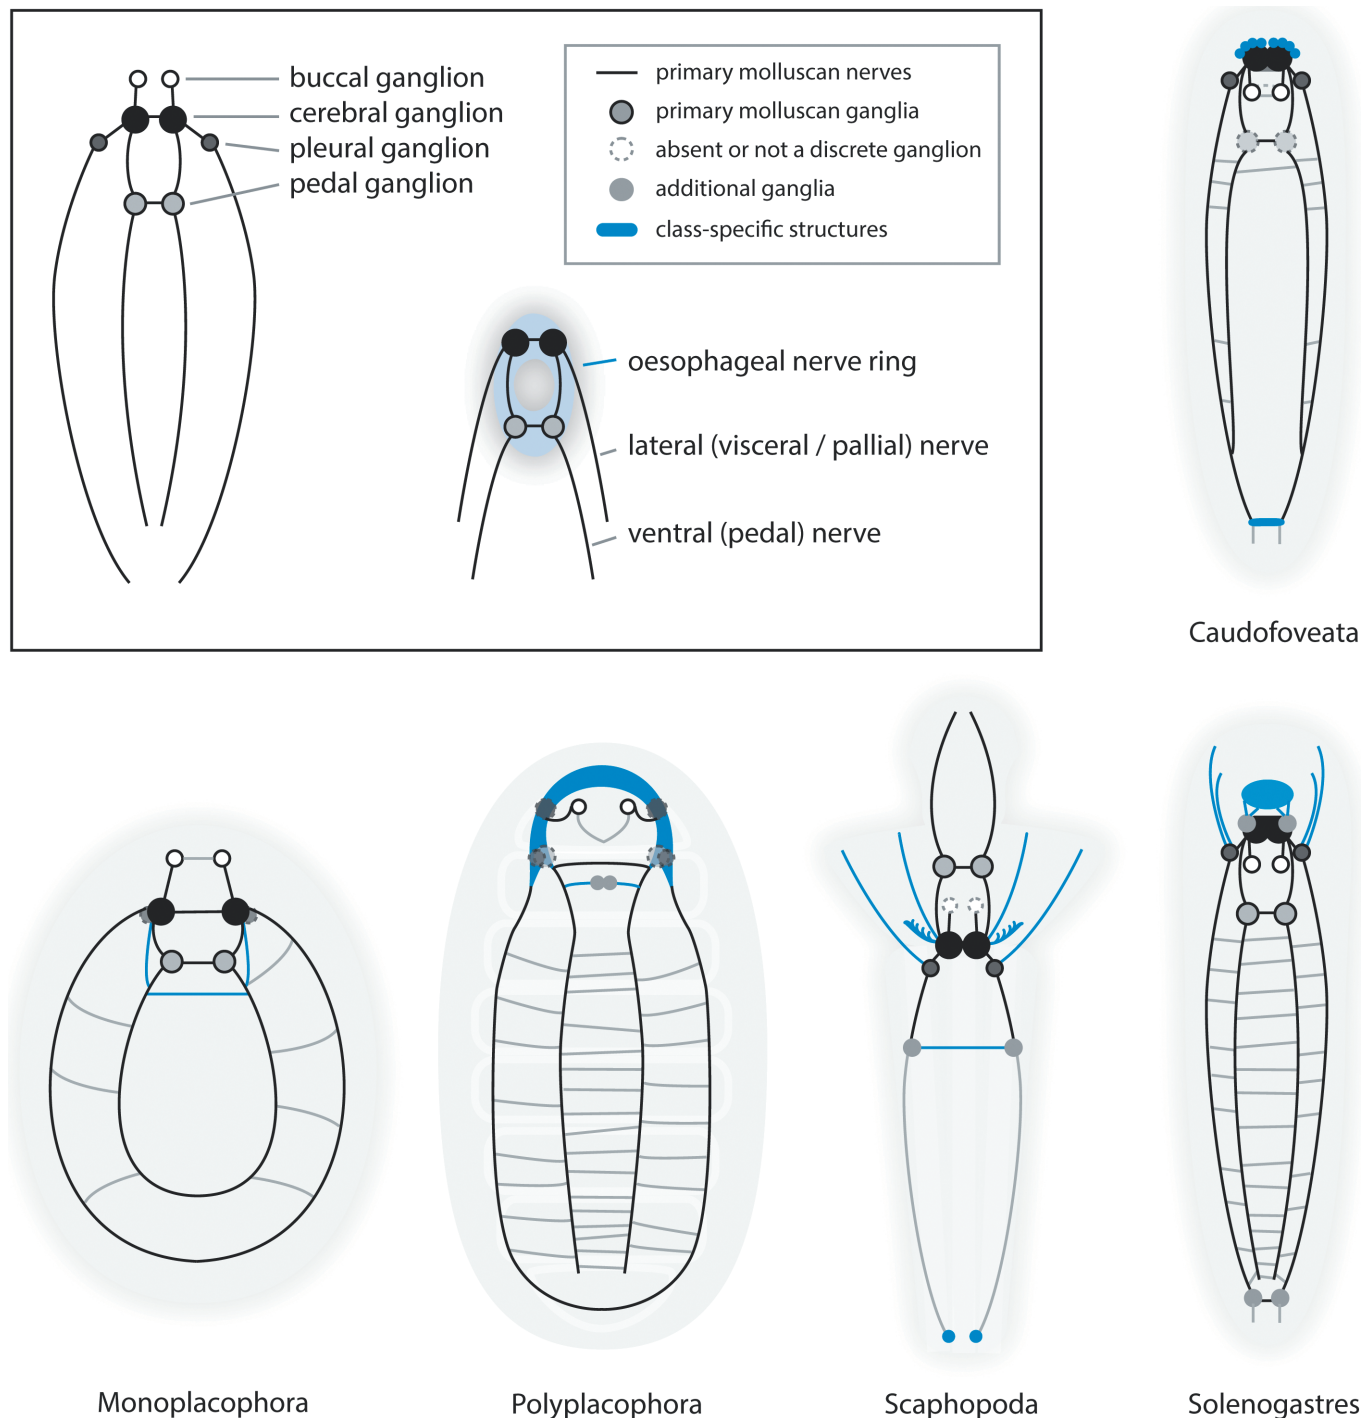 buccal ganglion
cerebral ganglion
pleural ganglion
pedal ganglion
primary molluscan nerves
primary molluscan ganglia
absent or not a discrete ganglion
additional ganglia
class-specific structures
oesophageal nerve ring
lateral (visceral / pallial) nerve
ventral (pedal) nerve
Caudofoveata
Monoplacophora
Polyplacophora
Scaphopoda
Solenogastres